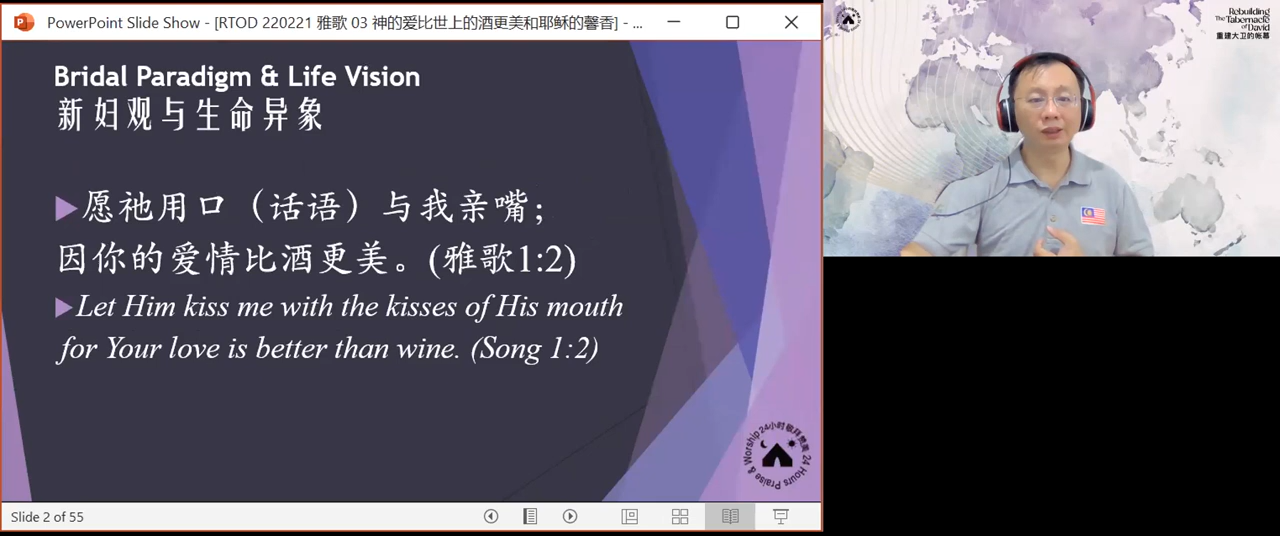 PowerPoint Slide Show - [RTOD 220221 雅歌 03 神的爱比世上的酒更美和耶稣的馨香] - ...
Bridal Paradigm & Life Vision
新妇观与生命异象
愿祂用口（话语）与我亲嘴；
因你的爱情比酒更美。(雅歌1:2)
Let Him kiss me with the kisses of His mouth
for Your love is better than wine. (Song 1:2)
24小时敬拜赞美 24 Hours Praise & Worship
Slide 2 of 55
Rebuilding
The Tabernacle
of David
重建大卫的帐幕